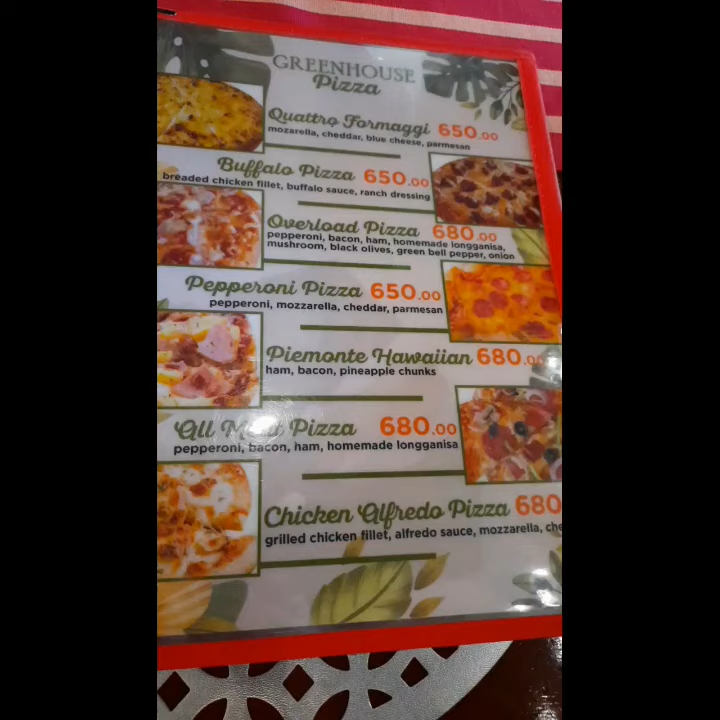 GREENHOUSE
Pizza
Quattro Formaggi 650.00
mozarella, cheddar, blue cheese, parmesan
Buffalo Pizza 650.00
breaded chicken fillet, buffalo sauce, ranch dressing
Overload Pizza 680.00
pepperoni, bacon, ham, homemade longganisa,
mushroom, black olives, green bell pepper, onion
Pepperoni Pizza 650.00
pepperoni, mozzarella, cheddar, parmesan
Piemonte Hawaiian 680.00
ham, bacon, pineapple chunks
All Meat Pizza 680.00
pepperoni, bacon, ham, homemade longganisa
Chicken Alfredo Pizza 680
grilled chicken fillet, alfredo sauce, mozzarella, che